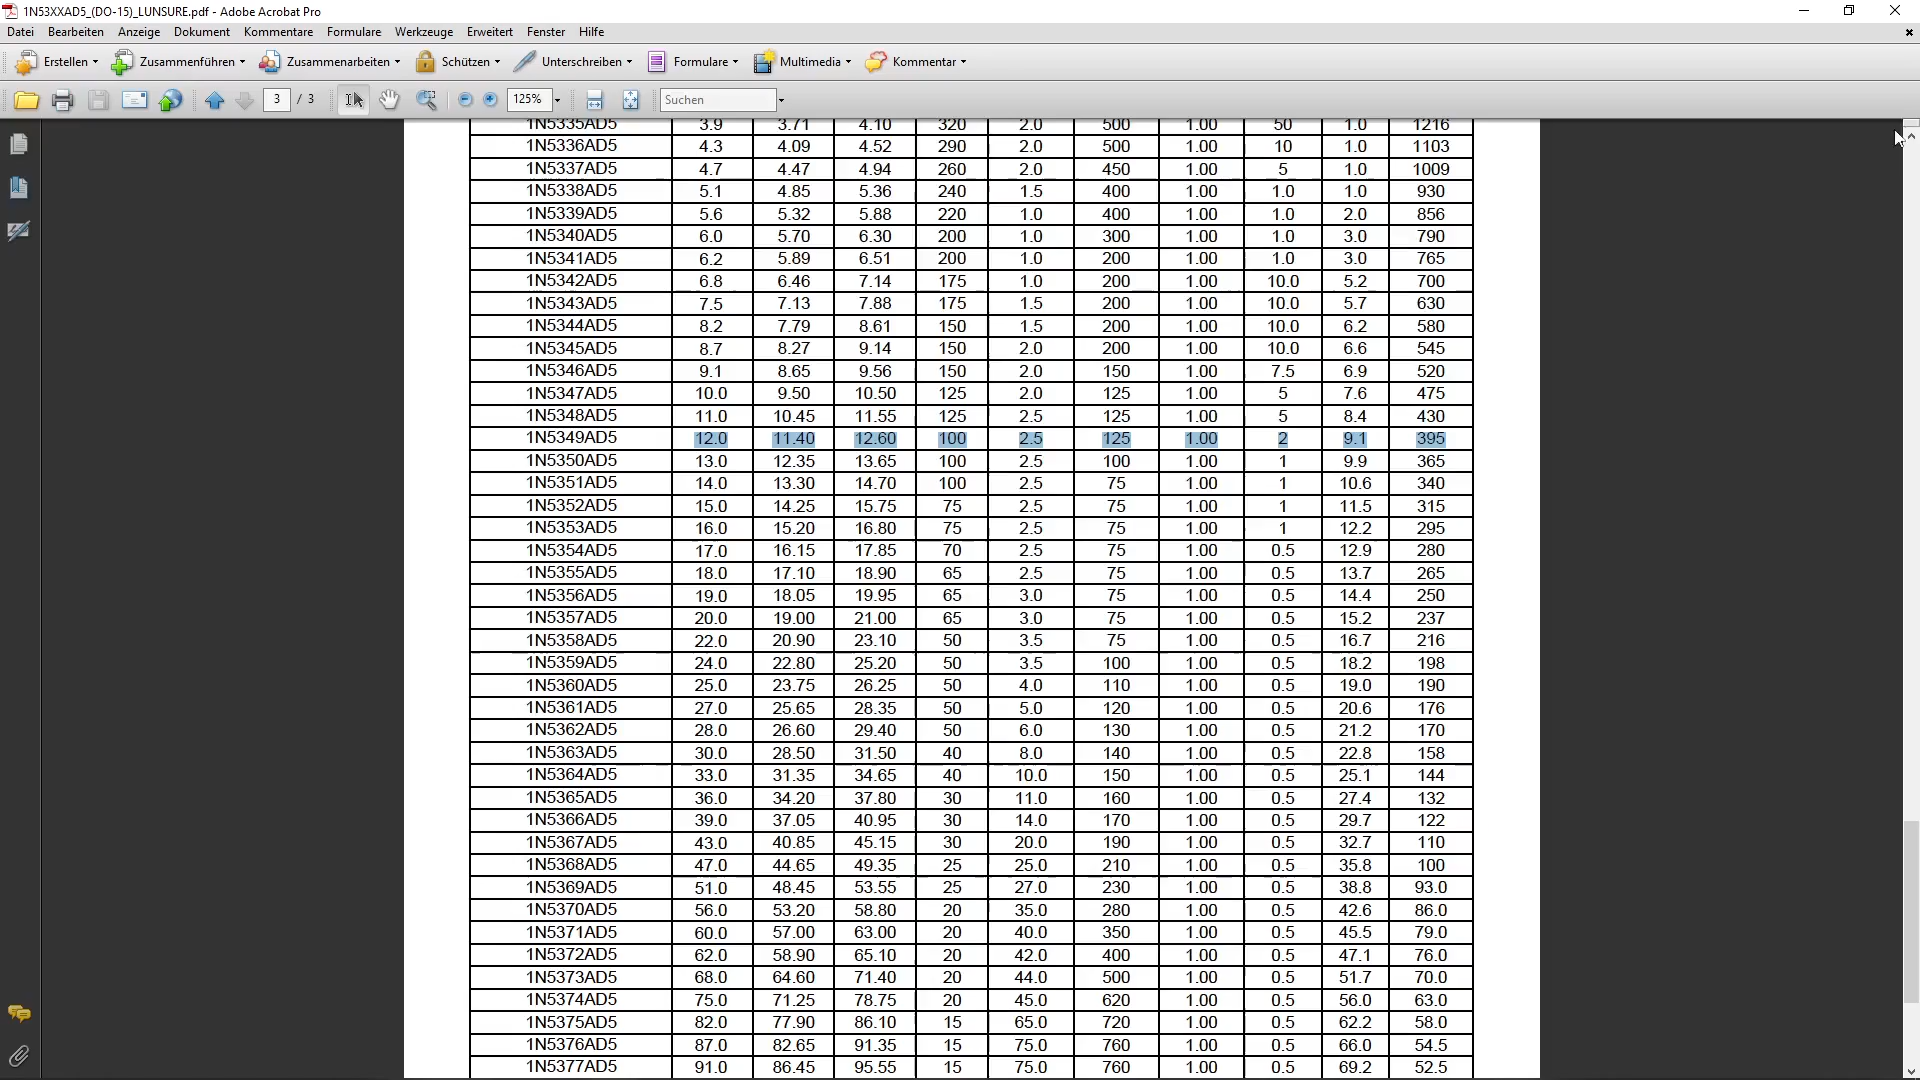 1N53XXAD5_(DO-15)_LUNSURE.pdf - Adobe Acrobat Pro
Datei Bearbeiten Anzeige Dokument Kommentare Formulare Werkzeuge Erweitert Fenster Hilfe
Erstellen Zusammenführen Zusammenarbeiten Schützen Unterschreiben Formulare Multimedia Kommentar
3 / 3 125% Suchen
1N5335AD5 3.9 3.71 4.10 320 2.0 500 1.00 50 1.0 1216
1N5336AD5 4.3 4.09 4.52 290 2.0 500 1.00 10 1.0 1103
1N5337AD5 4.7 4.47 4.94 260 2.0 450 1.00 5 1.0 1009
1N5338AD5 5.1 4.85 5.36 240 1.5 400 1.00 1.0 1.0 930
1N5339AD5 5.6 5.32 5.88 220 1.0 400 1.00 1.0 2.0 856
1N5340AD5 6.0 5.70 6.30 200 1.0 300 1.00 1.0 3.0 790
1N5341AD5 6.2 5.89 6.51 200 1.0 200 1.00 1.0 3.0 765
1N5342AD5 6.8 6.46 7.14 175 1.0 200 1.00 10.0 5.2 700
1N5343AD5 7.5 7.13 7.88 175 1.5 200 1.00 10.0 5.7 630
1N5344AD5 8.2 7.79 8.61 150 1.5 200 1.00 10.0 6.2 580
1N5345AD5 8.7 8.27 9.14 150 2.0 200 1.00 10.0 6.6 545
1N5346AD5 9.1 8.65 9.56 150 2.0 150 1.00 7.5 6.9 520
1N5347AD5 10.0 9.50 10.50 125 2.0 125 1.00 5 7.6 475
1N5348AD5 11.0 10.45 11.55 125 2.5 125 1.00 5 8.4 430
1N5349AD5 12.0 11.40 12.60 100 2.5 125 1.00 2 9.1 395
1N5350AD5 13.0 12.35 13.65 100 2.5 100 1.00 1 9.9 365
1N5351AD5 14.0 13.30 14.70 100 2.5 75 1.00 1 10.6 340
1N5352AD5 15.0 14.25 15.75 75 2.5 75 1.00 1 11.5 315
1N5353AD5 16.0 15.20 16.80 75 2.5 75 1.00 1 12.2 295
1N5354AD5 17.0 16.15 17.85 70 2.5 75 1.00 0.5 12.9 280
1N5355AD5 18.0 17.10 18.90 65 2.5 75 1.00 0.5 13.7 265
1N5356AD5 19.0 18.05 19.95 65 3.0 75 1.00 0.5 14.4 250
1N5357AD5 20.0 19.00 21.00 65 3.0 75 1.00 0.5 15.2 237
1N5358AD5 22.0 20.90 23.10 50 3.5 75 1.00 0.5 16.7 216
1N5359AD5 24.0 22.80 25.20 50 3.5 100 1.00 0.5 18.2 198
1N5360AD5 25.0 23.75 26.25 50 4.0 110 1.00 0.5 19.0 190
1N5361AD5 27.0 25.65 28.35 50 5.0 120 1.00 0.5 20.6 176
1N5362AD5 28.0 26.60 29.40 50 6.0 130 1.00 0.5 21.2 170
1N5363AD5 30.0 28.50 31.50 40 8.0 140 1.00 0.5 22.8 158
1N5364AD5 33.0 31.35 34.65 40 10.0 150 1.00 0.5 25.1 144
1N5365AD5 36.0 34.20 37.80 30 11.0 160 1.00 0.5 27.4 132
1N5366AD5 39.0 37.05 40.95 30 14.0 170 1.00 0.5 29.7 122
1N5367AD5 43.0 40.85 45.15 30 20.0 190 1.00 0.5 32.7 110
1N5368AD5 47.0 44.65 49.35 25 25.0 210 1.00 0.5 35.8 100
1N5369AD5 51.0 48.45 53.55 25 27.0 230 1.00 0.5 38.8 93.0
1N5370AD5 56.0 53.20 58.80 20 35.0 280 1.00 0.5 42.6 86.0
1N5371AD5 60.0 57.00 63.00 20 40.0 350 1.00 0.5 45.5 79.0
1N5372AD5 62.0 58.90 65.10 20 42.0 400 1.00 0.5 47.1 76.0
1N5373AD5 68.0 64.60 71.40 20 44.0 500 1.00 0.5 51.7 70.0
1N5374AD5 75.0 71.25 78.75 20 45.0 620 1.00 0.5 56.0 63.0
1N5375AD5 82.0 77.90 86.10 15 65.0 720 1.00 0.5 62.2 58.0
1N5376AD5 87.0 82.65 91.35 15 75.0 760 1.00 0.5 66.0 54.5
1N5377AD5 91.0 86.45 95.55 15 75.0 760 1.00 0.5 69.2 52.5